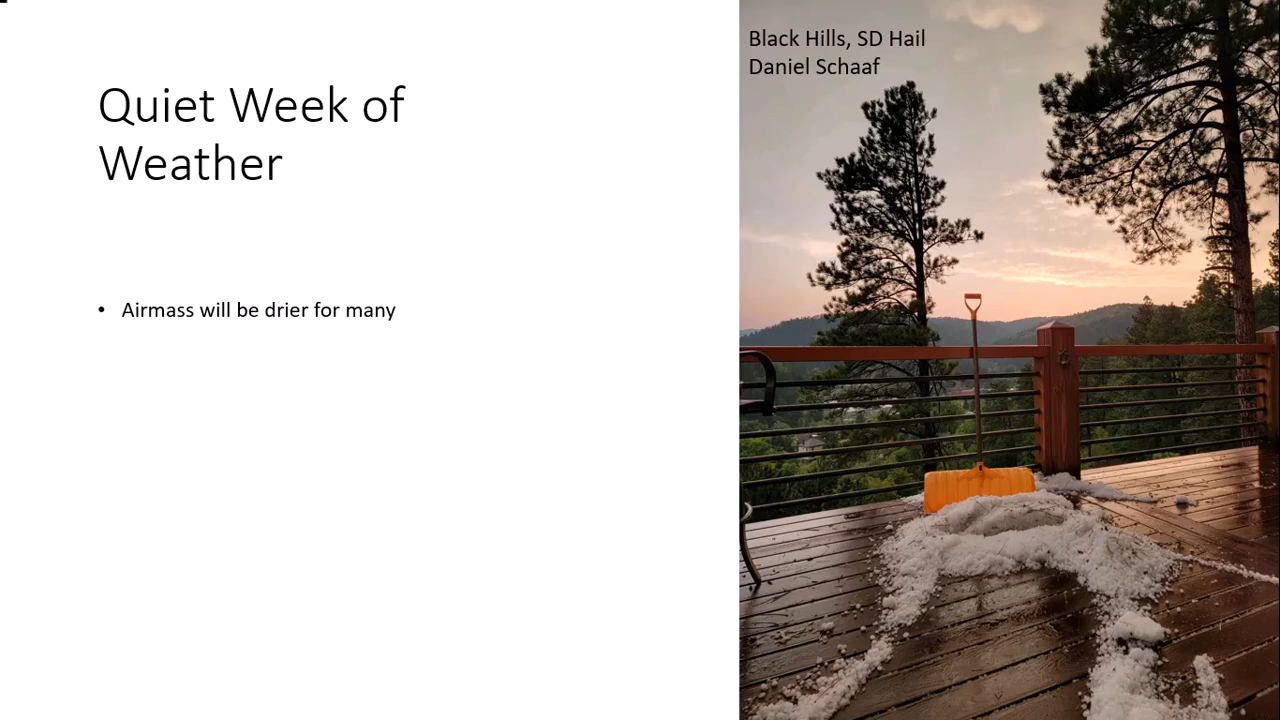 Quiet Week of
Weather
• Airmass will be drier for many
Black Hills, SD Hail
Daniel Schaaf